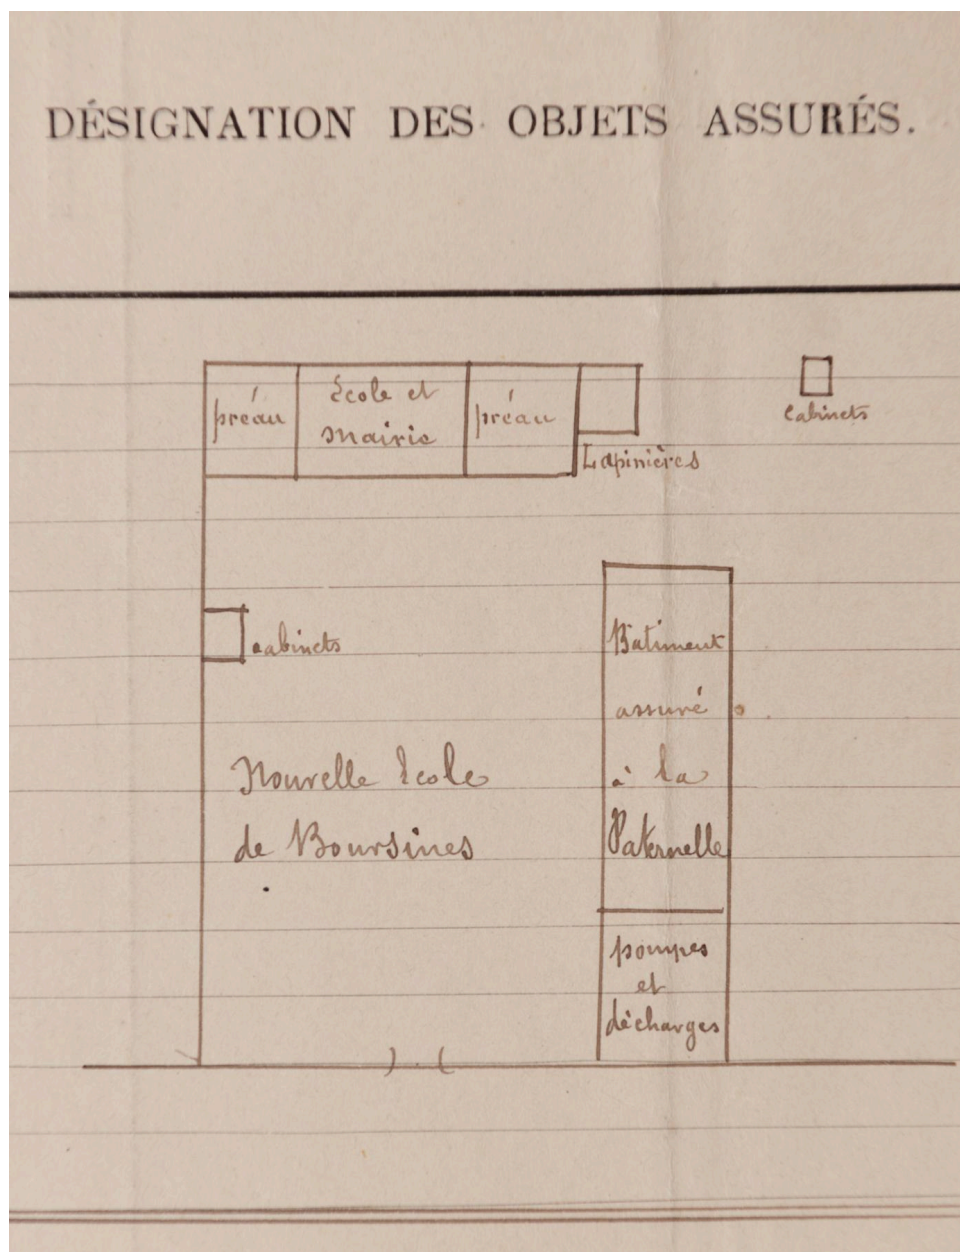 DÉSIGNATION DES OBJETS ASSURÉS.
préau
École et
mairie
préau
Lapinières
Cabinets
cabinets
Nouvelle école
de Boursines
Bâtiment
assuré
à la
Paternelle
pompes
et
décharges